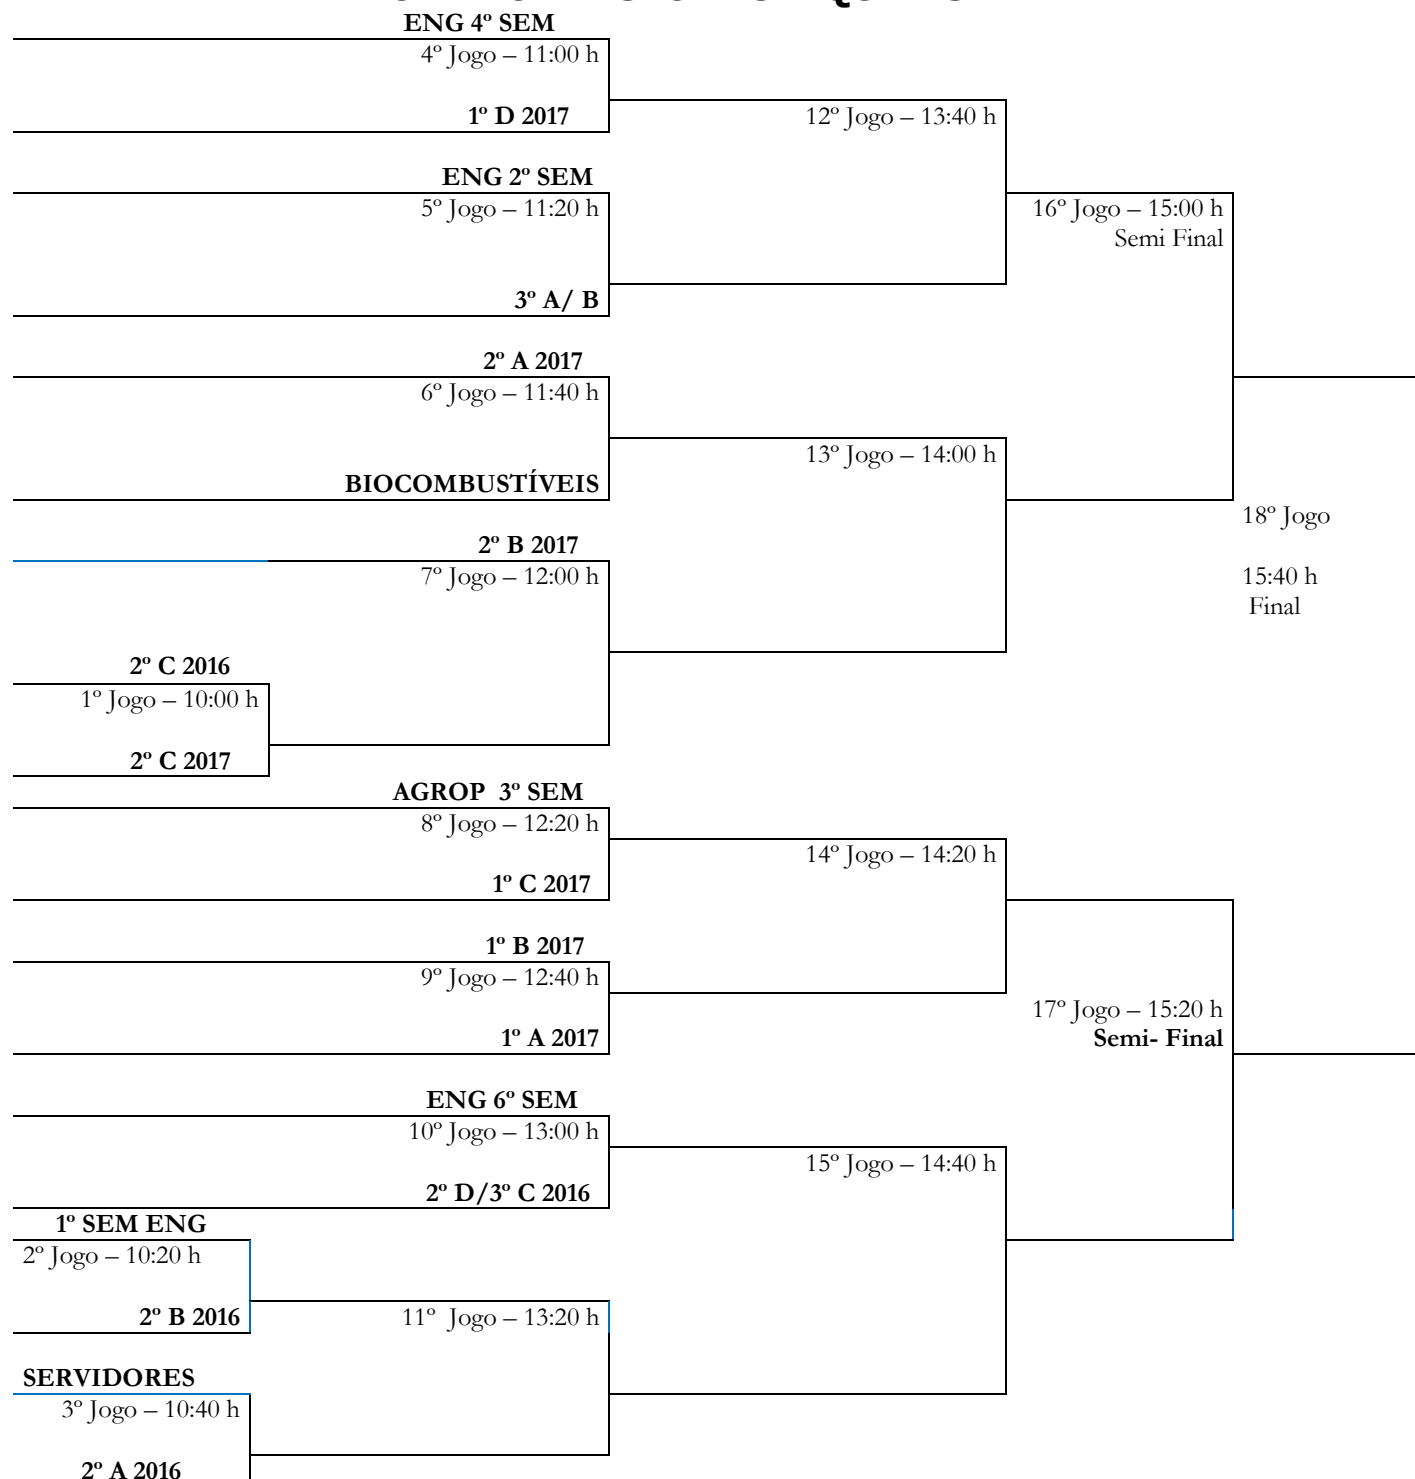 ENG 4º SEM
4º Jogo – 11:00 h
1º D 2017
12º Jogo – 13:40 h
ENG 2º SEM
5º Jogo – 11:20 h
16º Jogo – 15:00 h
Semi Final
3º A/ B
2º A 2017
6º Jogo – 11:40 h
13º Jogo – 14:00 h
BIOCOMBUSTÍVEIS
18º Jogo
2º B 2017
7º Jogo – 12:00 h
15:40 h
Final
2º C 2016
1º Jogo – 10:00 h
2º C 2017
AGROP  3º SEM
8º Jogo – 12:20 h
14º Jogo – 14:20 h
1º C 2017
1º B 2017
9º Jogo – 12:40 h
17º Jogo – 15:20 h
Semi- Final
1º A 2017
ENG 6º SEM
10º Jogo – 13:00 h
15º Jogo – 14:40 h
2º D/3º C 2016
1º SEM ENG
2º Jogo – 10:20 h
2º B 2016
11º  Jogo – 13:20 h
SERVIDORES
3º Jogo – 10:40 h
2º A 2016